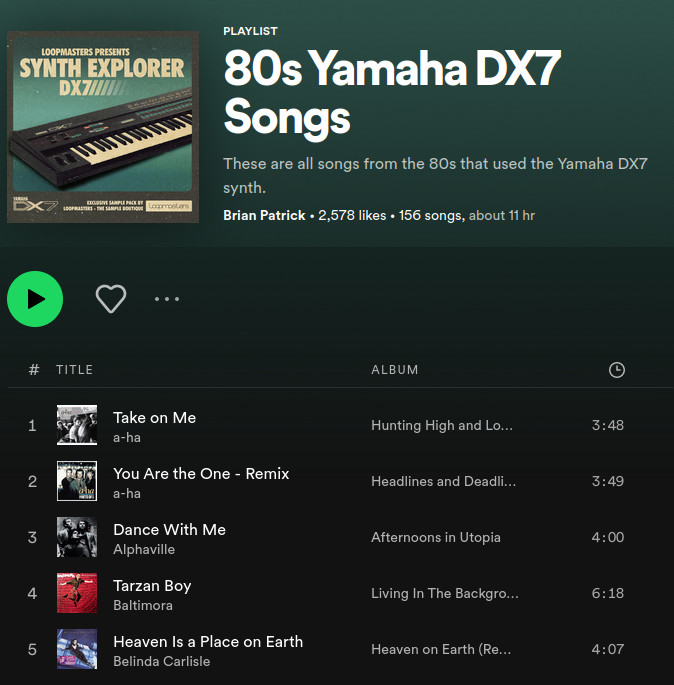 LOOPMASTERS PRESENTS
SYNTH EXPLORER
DX7
YAMAHA
DX7
EXCLUSIVE SAMPLE PACK BY
LOOPMASTERS - THE SAMPLE BOUTIQUE
Loopmasters
PLAYLIST
80s Yamaha DX7
Songs
These are all songs from the 80s that used the Yamaha DX7
synth.
Brian Patrick • 2,578 likes • 156 songs, about 11 hr
# TITLE ALBUM
1 Take on Me Hunting High and Lo... 3:48
a-ha
2 You Are the One - Remix Headlines and Deadli... 3:49
a-ha
3 Dance With Me Afternoons in Utopia 4:00
Alphaville
4 Tarzan Boy Living In The Backgro... 6:18
Baltimora
5 Heaven Is a Place on Earth Heaven on Earth (Re... 4:07
Belinda Carlisle